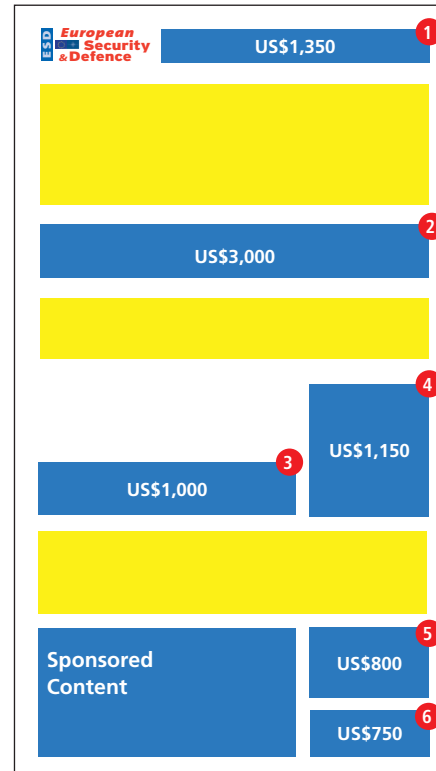 ESD
European
Security
& Defence
US$1,350
1
US$3,000
2
US$1,150
4
US$1,000
3
Sponsored
Content
US$800
5
US$750
6